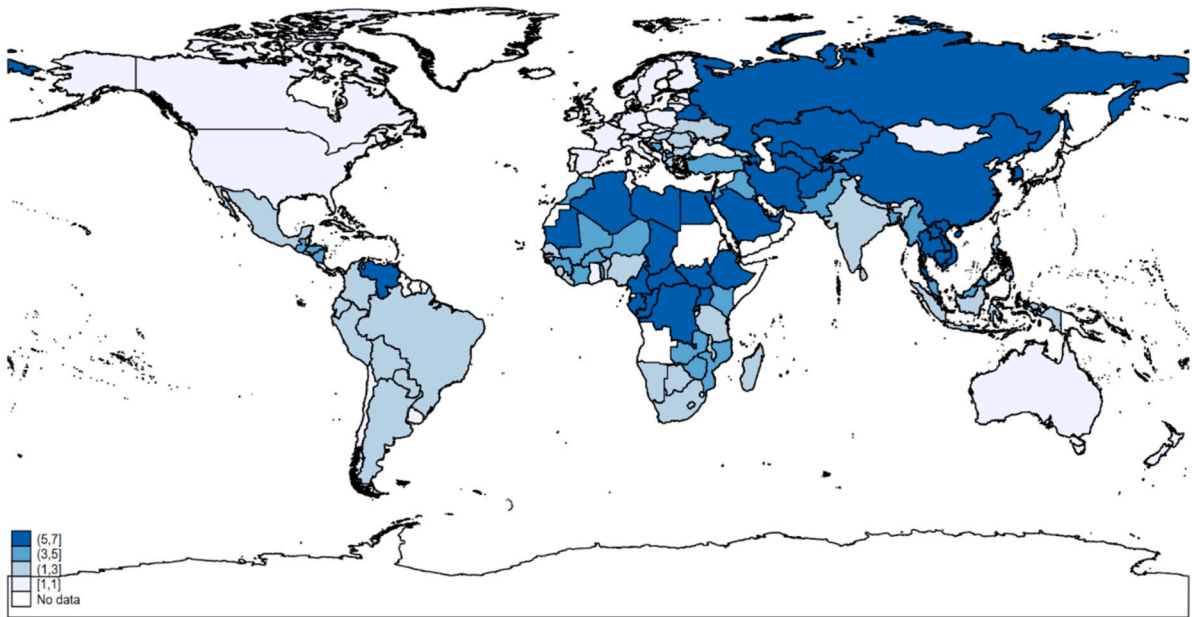 (5,7]
(3,5]
(1,3]
[1,1]
No data